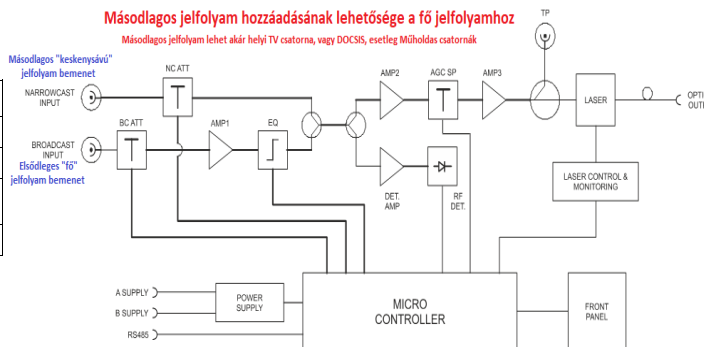 Másodlagos jelfolyam hozzáadásának lehetősége a fő jelfolyamhoz
Másodlagos jelfolyam lehet akár helyi TV csatorna, vagy DOCSIS, esetleg Műholdas csatornák
TP
Másodlagos "keskenysávú"
jelfolyam bemenet
NC ATT
AMP2
AGC SP
AMP3
NARROWCAST
INPUT
LASER
OPTI
OUT
BC ATT
AMP1
EQ
BROADCAST
INPUT
Elsődleges "fő"
jelfolyam bemenet
LASER CONTROL &
MONITORING
DET.
AMP
RF
DET.
A SUPPLY
B SUPPLY
POWER
SUPPLY
MICRO
CONTROLLER
FRONT
PANEL
RS485